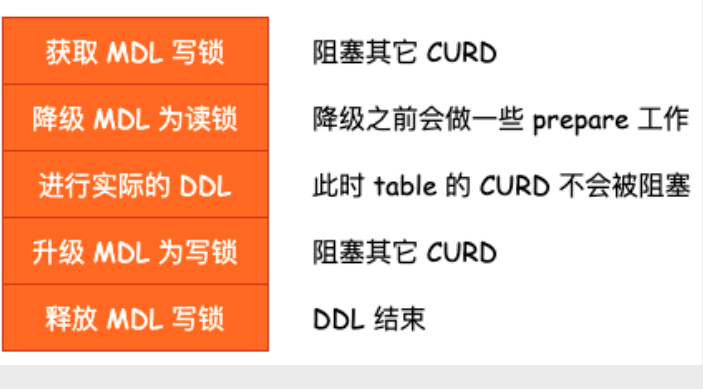 获取 MDL 写锁 阻塞其它 CURD
降级 MDL 为读锁 降级之前会做一些 prepare 工作
进行实际的 DDL 此时 table 的 CURD 不会被阻塞
升级 MDL 为写锁 阻塞其它 CURD
释放 MDL 写锁 DDL 结束